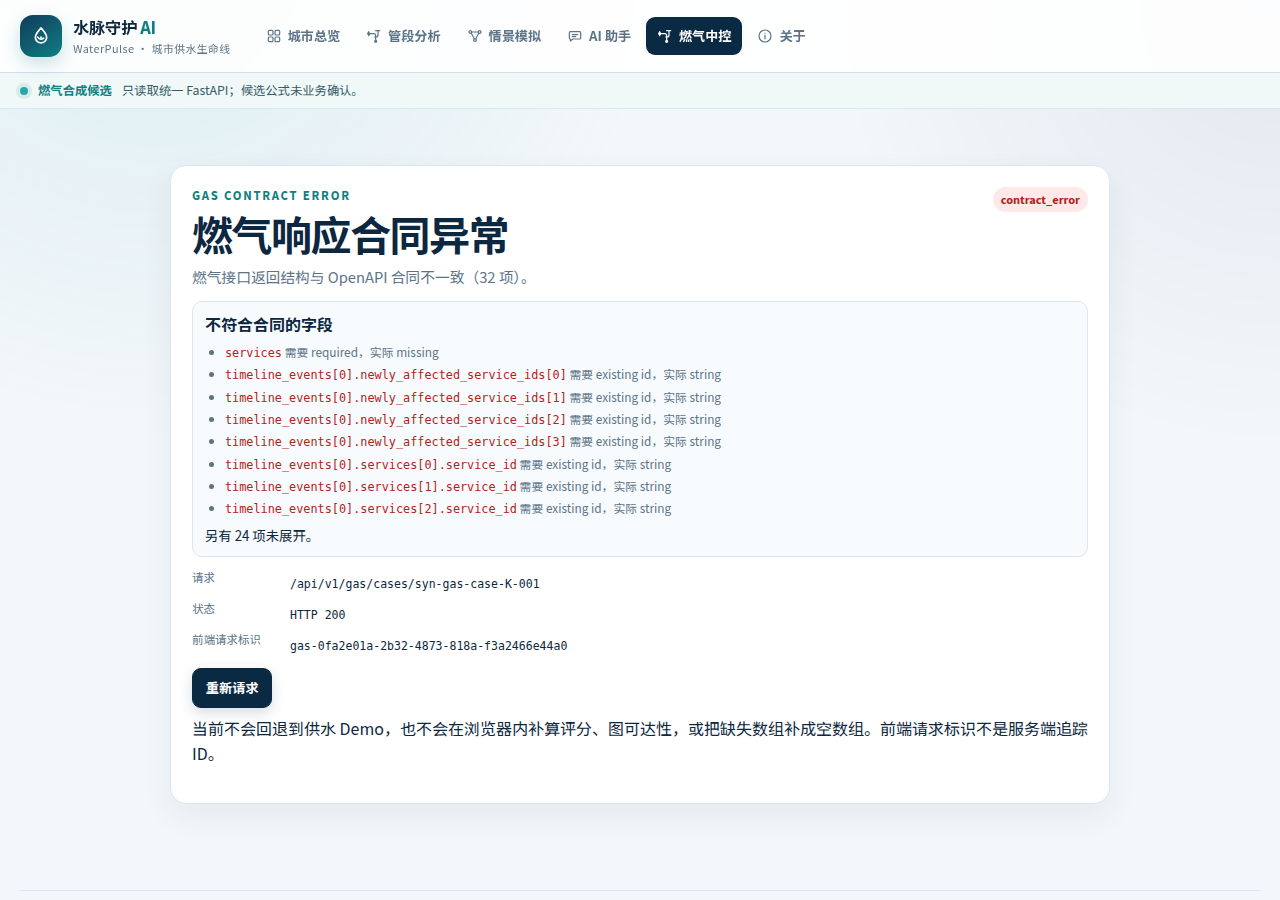 水脉守护 AI
WaterPulse · 城市供水生命线
城市总览
管段分析
情景模拟
AI 助手
燃气中控
关于
燃气合成候选 只读取统一 FastAPI；候选公式未业务确认。
GAS CONTRACT ERROR
contract_error
燃气响应合同异常
燃气接口返回结构与 OpenAPI 合同不一致（32 项）。
不符合合同的字段
services 需要 required，实际 missing
timeline_events[0].newly_affected_service_ids[0] 需要 existing id，实际 string
timeline_events[0].newly_affected_service_ids[1] 需要 existing id，实际 string
timeline_events[0].newly_affected_service_ids[2] 需要 existing id，实际 string
timeline_events[0].newly_affected_service_ids[3] 需要 existing id，实际 string
timeline_events[0].services[0].service_id 需要 existing id，实际 string
timeline_events[0].services[1].service_id 需要 existing id，实际 string
timeline_events[0].services[2].service_id 需要 existing id，实际 string
另有 24 项未展开。
请求 /api/v1/gas/cases/syn-gas-case-K-001
状态 HTTP 200
前端请求标识 gas-0fa2e01a-2b32-4873-818a-f3a2466e44a0
重新请求
当前不会回退到供水 Demo，也不会在浏览器内补算评分、图可达性，或把缺失数组补成空数组。前端请求标识不是服务端追踪
ID。